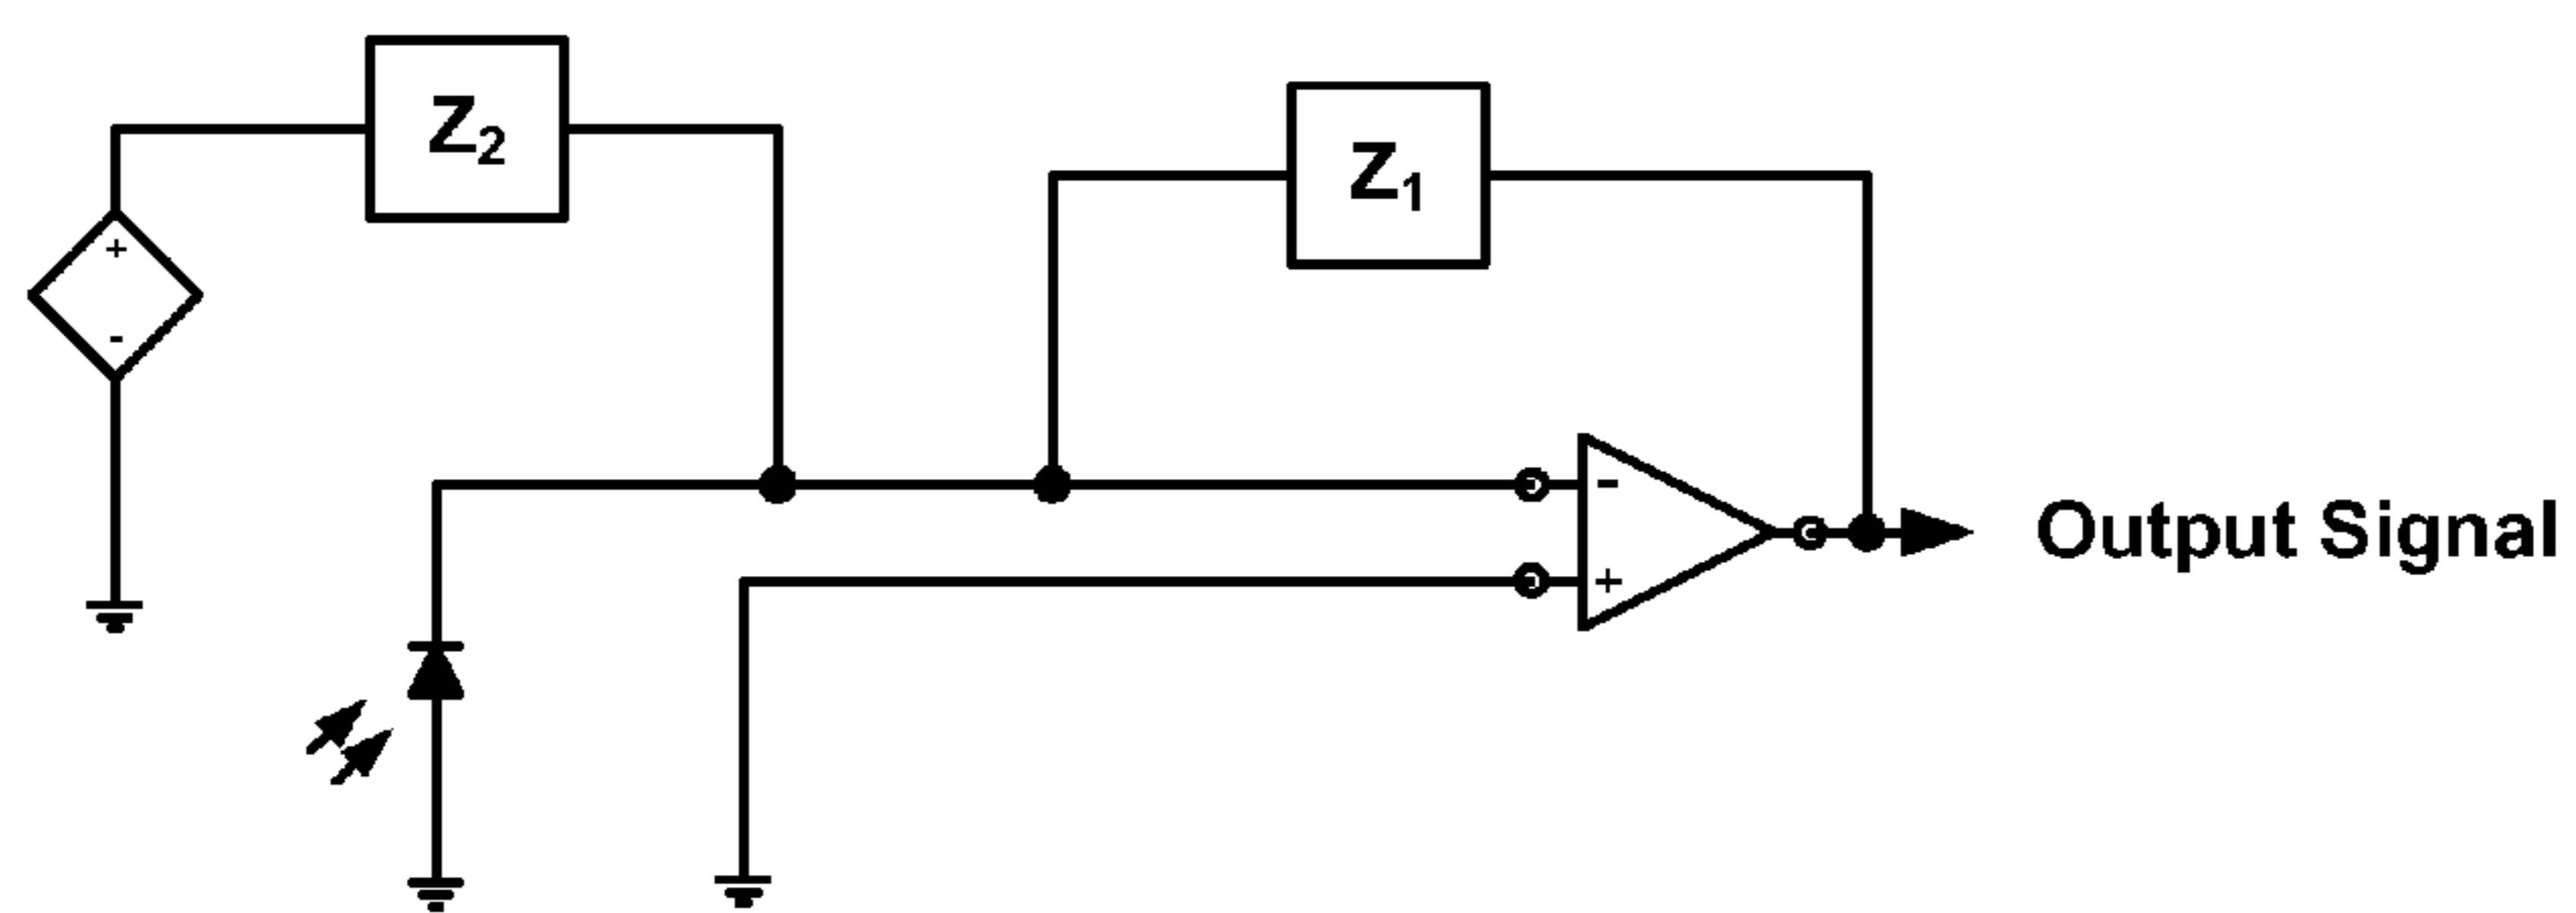 Z₂
Z₁
+
-
-
+
Output Signal